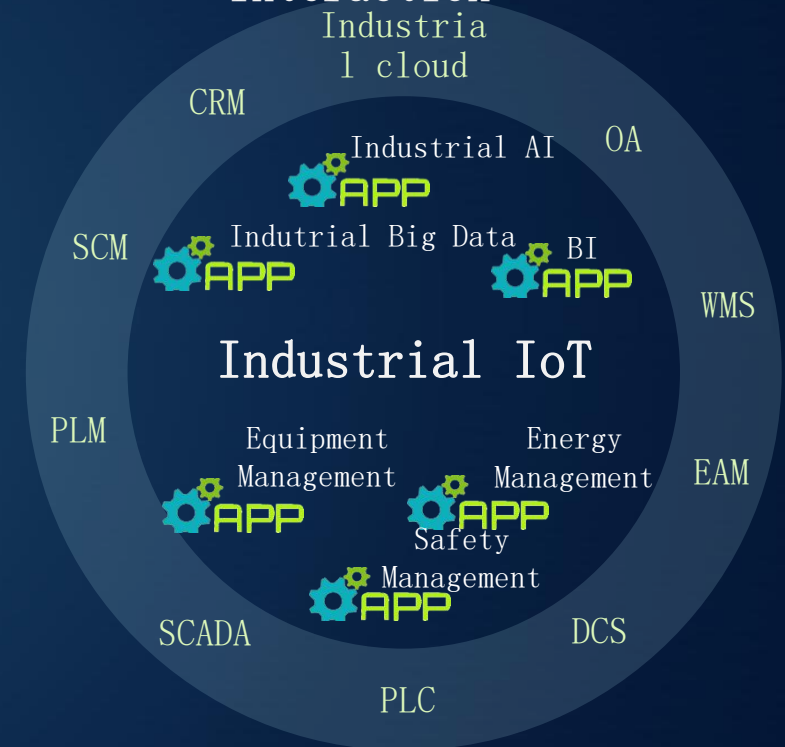 Industria
l cloud
CRM
OA
Industrial AI
APP
SCM
Indutrial Big Data
BI
APP
APP
WMS
Industrial IoT
PLM
Equipment
Management
Energy
Management
EAM
APP
APP
Safety
Management
APP
SCADA
DCS
PLC